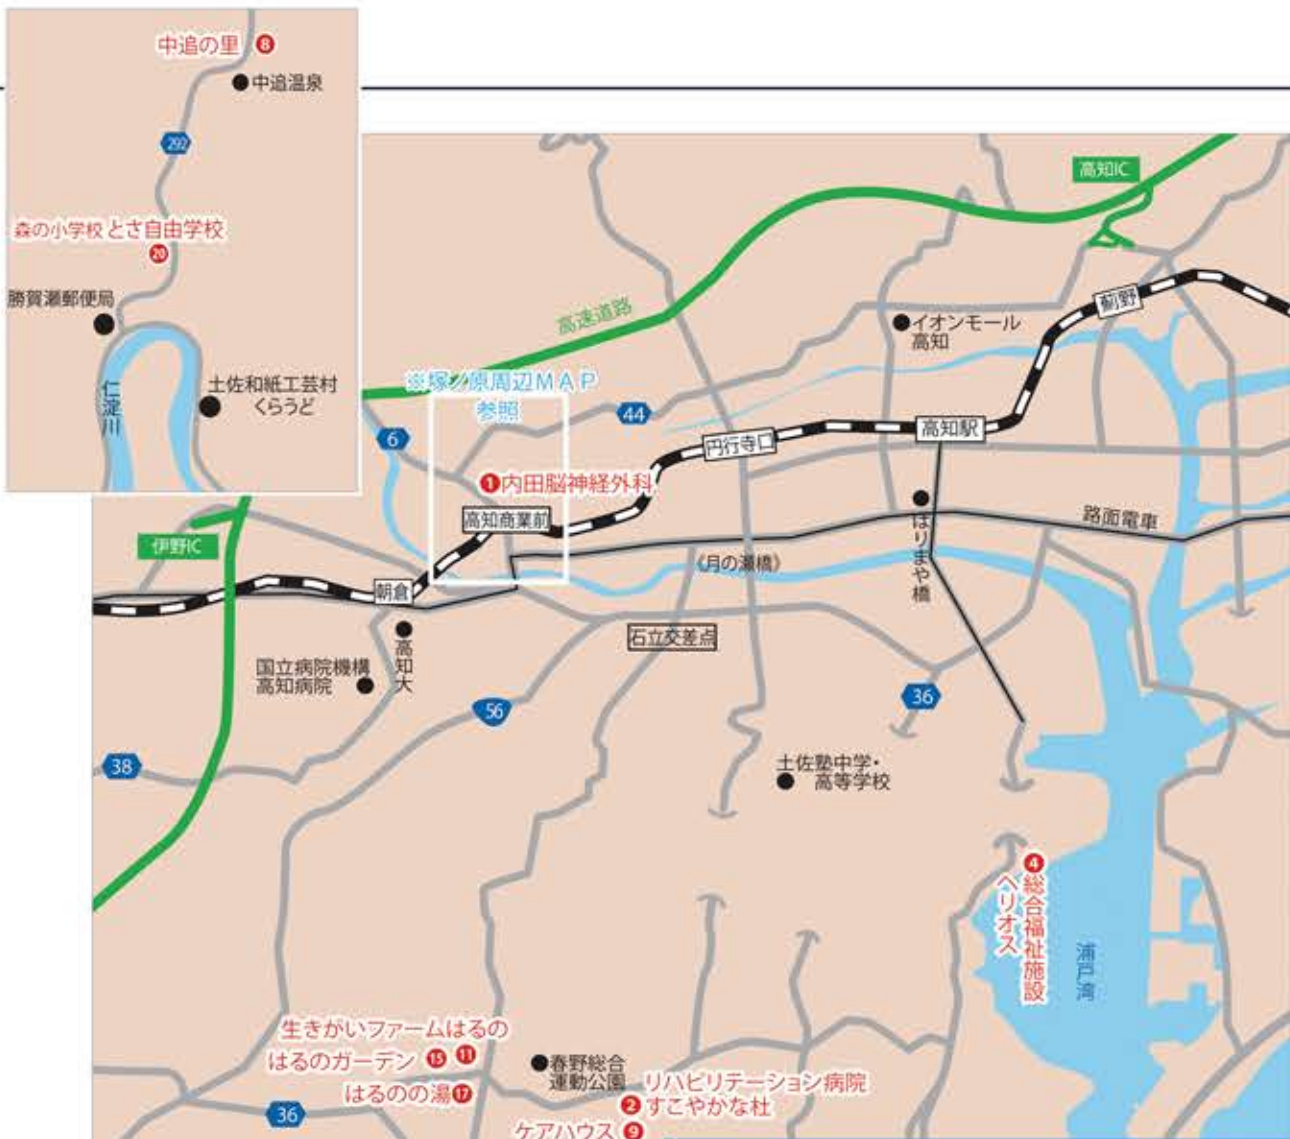 中追の里 8
中追温泉
292
森の小学校 とさ自由学校
20
勝賀瀬郵便局
仁淀川
土佐和紙工芸村
くらうど
高知IC
高速道路
薊野
イオンモール
高知
※塚ノ原周辺MAP
参照
44
6
高知駅
円行寺口
1 内田脳神経外科
高知商業前
はりまや橋
路面電車
伊野IC
《月の瀬橋》
朝倉
石立交差点
高知大
国立病院機構
高知病院
56
36
38
土佐塾中学・
高等学校
4 総合福祉施設
ヘリオス
浦戸湾
生きがいファームはるの
はるのガーデン 15 11
はるのの湯 17
春野総合
運動公園
リハビリテーション病院
2 すこやかな杜
36
ケアハウス 9